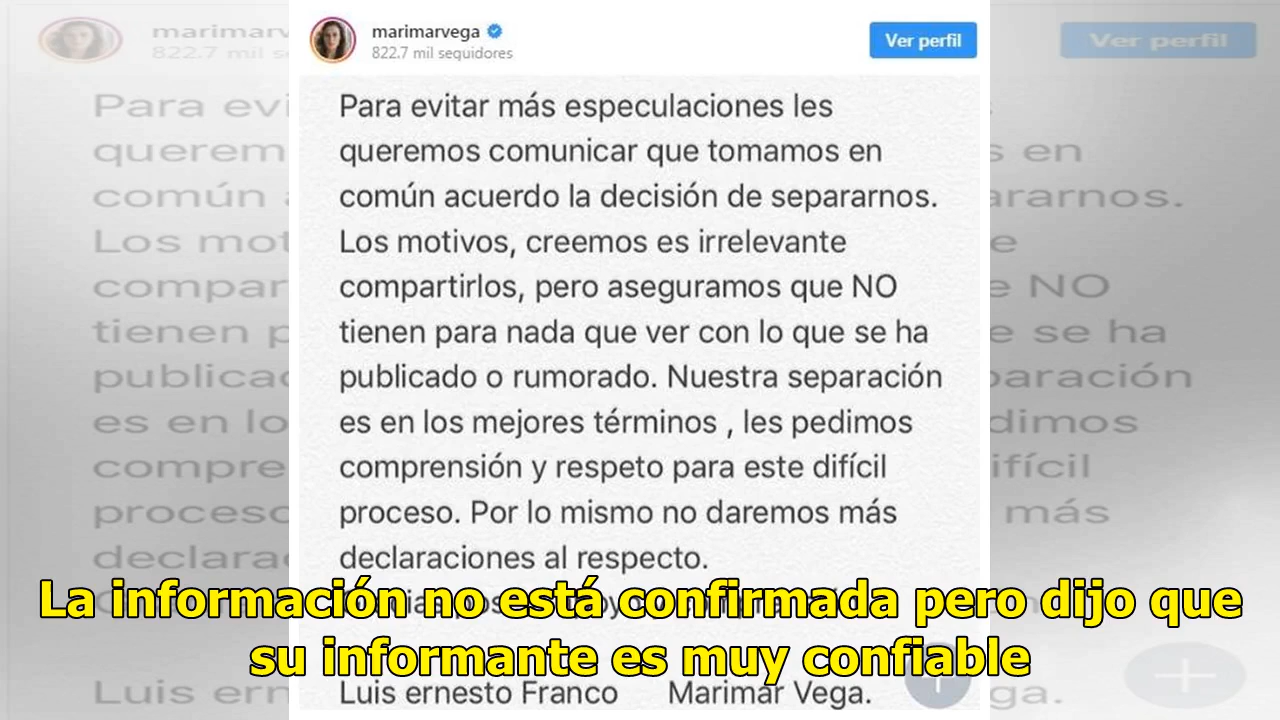 marimarvega
822.7 mil seguidores
Ver perfil
Para evitar más especulaciones les
queremos comunicar que tomamos en
común acuerdo la decisión de separarnos.
Los motivos, creemos es irrelevante
compartirlos, pero aseguramos que NO
tienen para nada que ver con lo que se ha
publicado o rumorado. Nuestra separación
es en los mejores términos , les pedimos
comprensión y respeto para este difícil
proceso. Por lo mismo no daremos más
declaraciones al respecto.
La información no está confirmada pero dijo que
su informante es muy confiable
Luis ernesto Franco Marimar Vega.